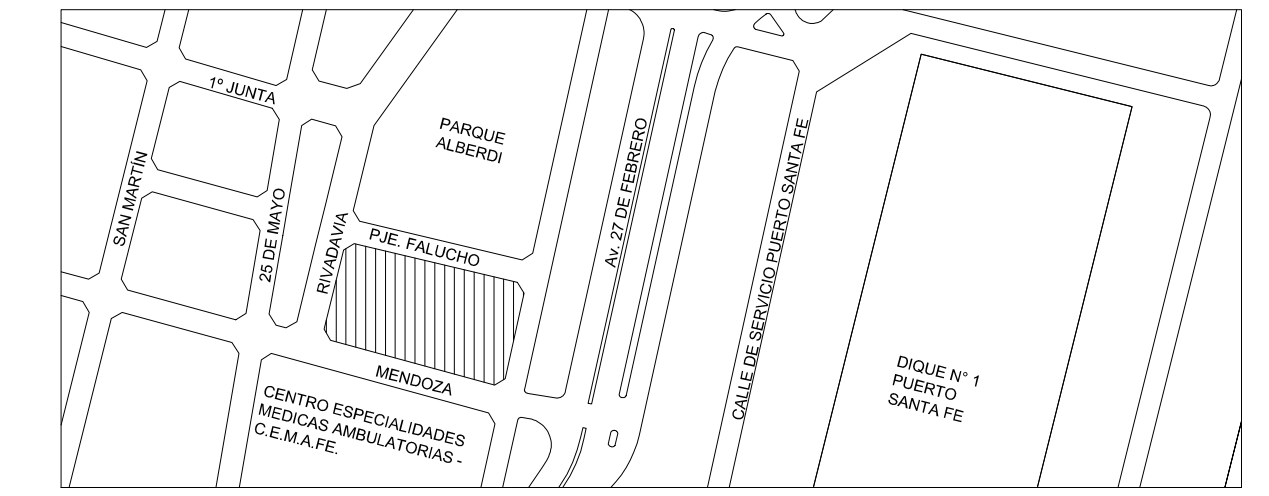 1º JUNTA
PARQUE
ALBERDI
SAN MARTÍN
25 DE MAYO
RIVADAVIA
PJE. FALUCHO
Av. 27 DE FEBRERO
CALLE DE SERVICIO PUERTO SANTA FE
MENDOZA
DIQUE N° 1
PUERTO
SANTA FE
CENTRO ESPECIALIDADES
MEDICAS AMBULATORIAS -
C.E.M.A.FE.